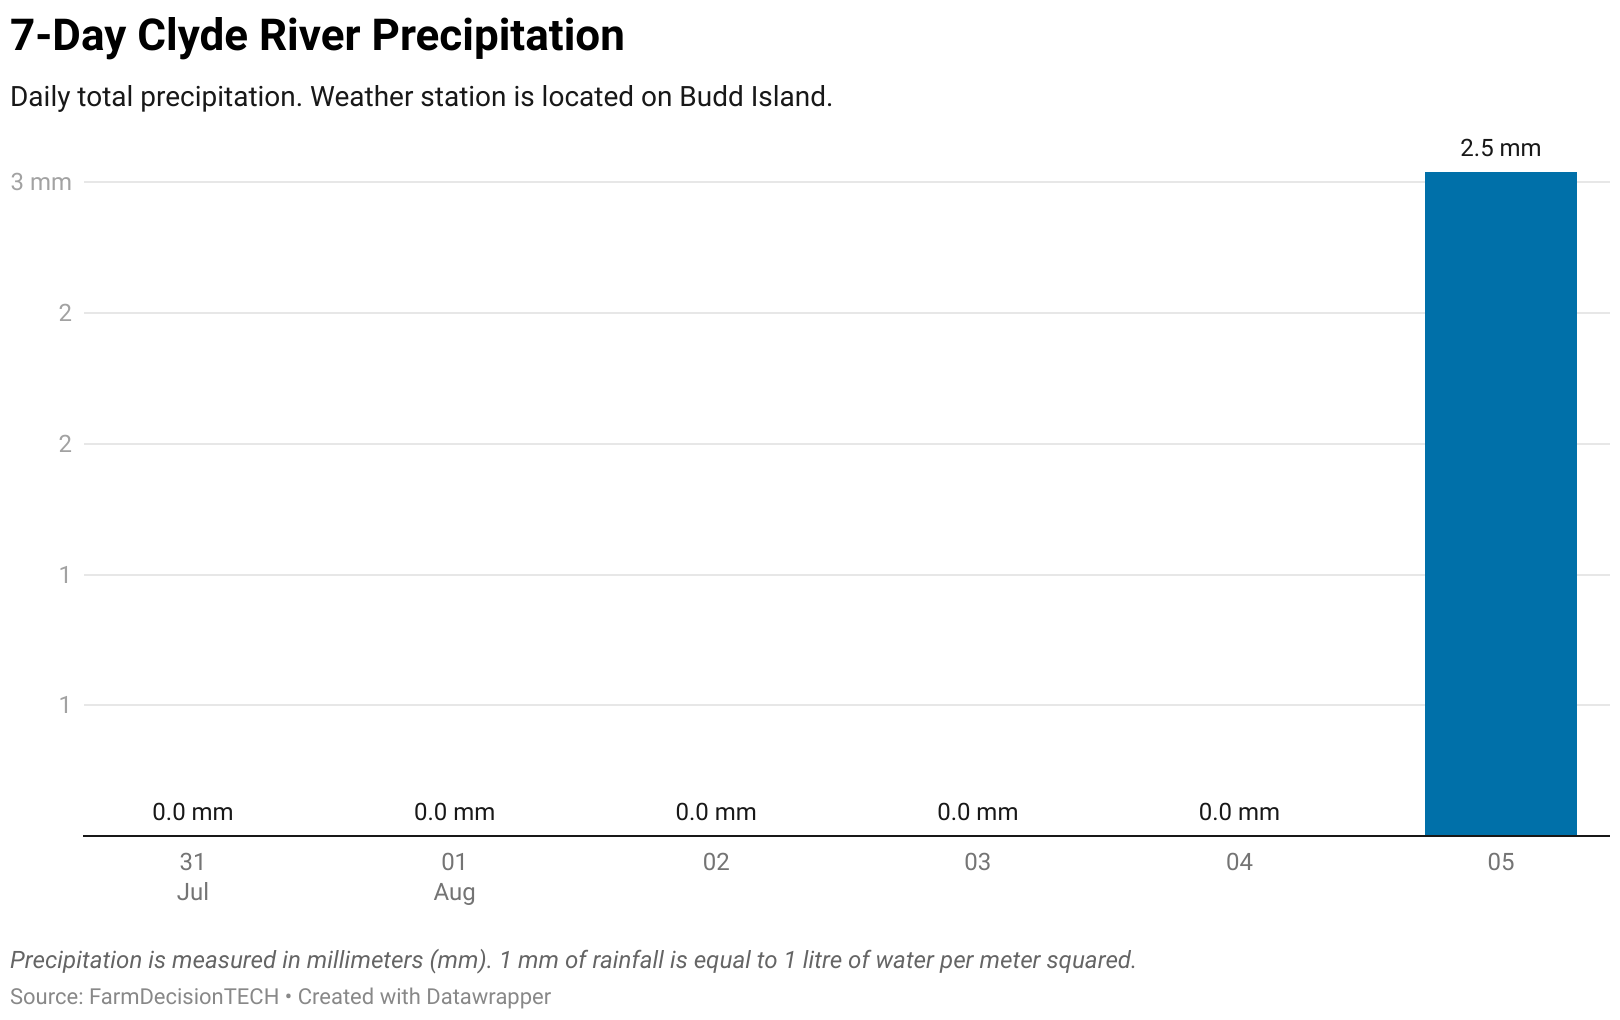 7-Day Clyde River Precipitation
Daily total precipitation. Weather station is located on Budd Island.
2.5 mm
3 mm
2
2
1
1
0.0 mm 0.0 mm 0.0 mm 0.0 mm 0.0 mm
31 01 02 03 04 05
Jul Aug
Precipitation is measured in millimeters (mm). 1 mm of rainfall is equal to 1 litre of water per meter squared.
Source: FarmDecisionTECH • Created with Datawrapper